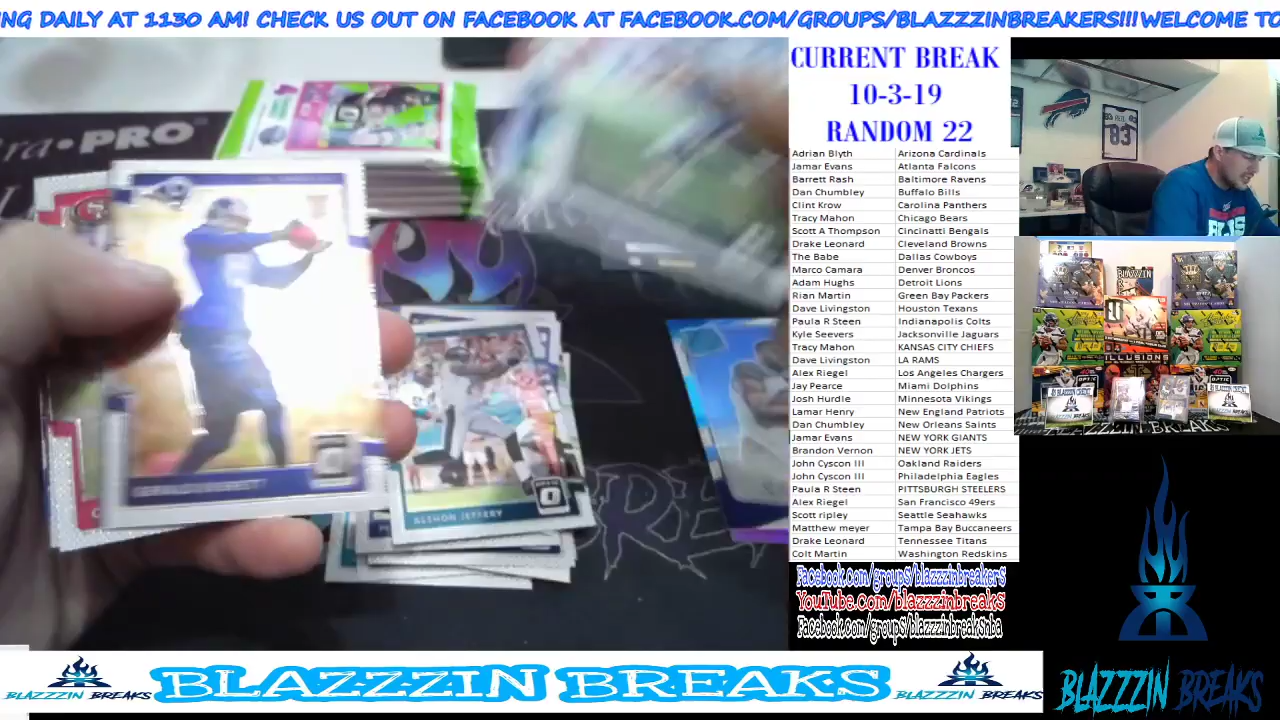 NG DAILY AT 1130 AM! CHECK US OUT ON FACEBOOK AT FACEBOOK.COM/GROUPS/BLAZZZINBREAKERS!!! WELCOME TO
PRO
CURRENT BREAK
10-3-19
RANDOM 22
Adrian Blyth Arizona Cardinals
Jamar Evans Atlanta Falcons
Barrett Rash Baltimore Ravens
Dan Chumbley Buffalo Bills
Clint Krow Carolina Panthers
Tracy Mahon Chicago Bears
Scott A Thompson Cincinatti Bengals
Drake Leonard Cleveland Browns
The Babe Dallas Cowboys
Marco Camara Denver Broncos
Adam Hughs Detroit Lions
Rian Martin Green Bay Packers
Dave Livingston Houston Texans
Paula R Steen Indianapolis Colts
Kyle Seevers Jacksonville Jaguars
Tracy Mahon KANSAS CITY CHIEFS
Dave Livingston LA RAMS
Alex Riegel Los Angeles Chargers
Jay Pearce Miami Dolphins
Josh Hurdle Minnesota Vikings
Lamar Henry New England Patriots
Dan Chumbley New Orleans Saints
Jamar Evans NEW YORK GIANTS
Brandon Vernon NEW YORK JETS
John Cyscon III Oakland Raiders
John Cyscon III Philadelphia Eagles
Paula R Steen PITTSBURGH STEELERS
Alex Riegel San Francisco 49ers
Scott ripley Seattle Seahawks
Matthew meyer Tampa Bay Buccaneers
Drake Leonard Tennessee Titans
Colt Martin Washington Redskins
Facebook.com/groups/blazzzinbreakers
YouTube.com/blazzzinbreaks
Facebook.com/groups/blazzzinbreaksnba
83
BLAZZZIN
ILLUSIONS
OPTIC
ALSHON JEFFERY
BLAZZZIN BREAKS
BLAZZZIN BREAKS
BLAZZZIN BREAKS
BLAZZZIN BREAKS